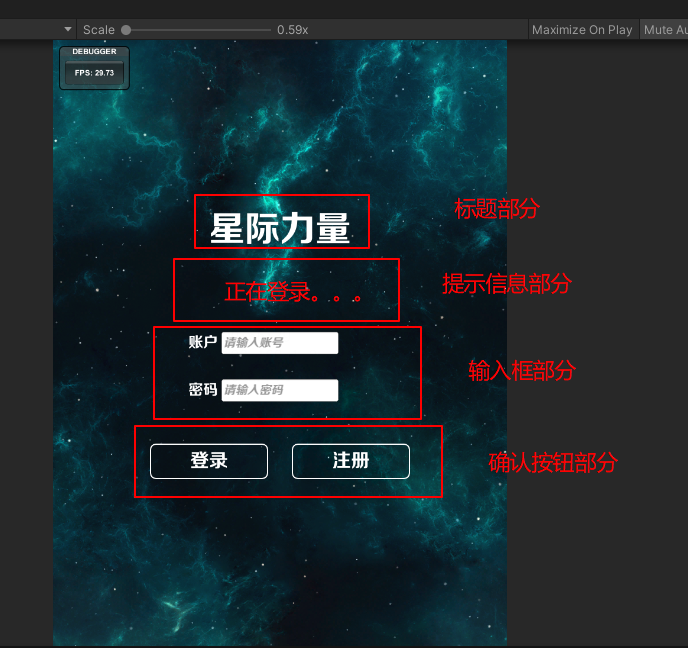 Scale 0.59x Maximize On Play Mute Au
DEBUGGER
FPS: 29.73
标题部分
星际力量
提示信息部分
正在登录。。。
账户 请输入账号
输入框部分
密码 请输入密码
登录 注册
确认按钮部分